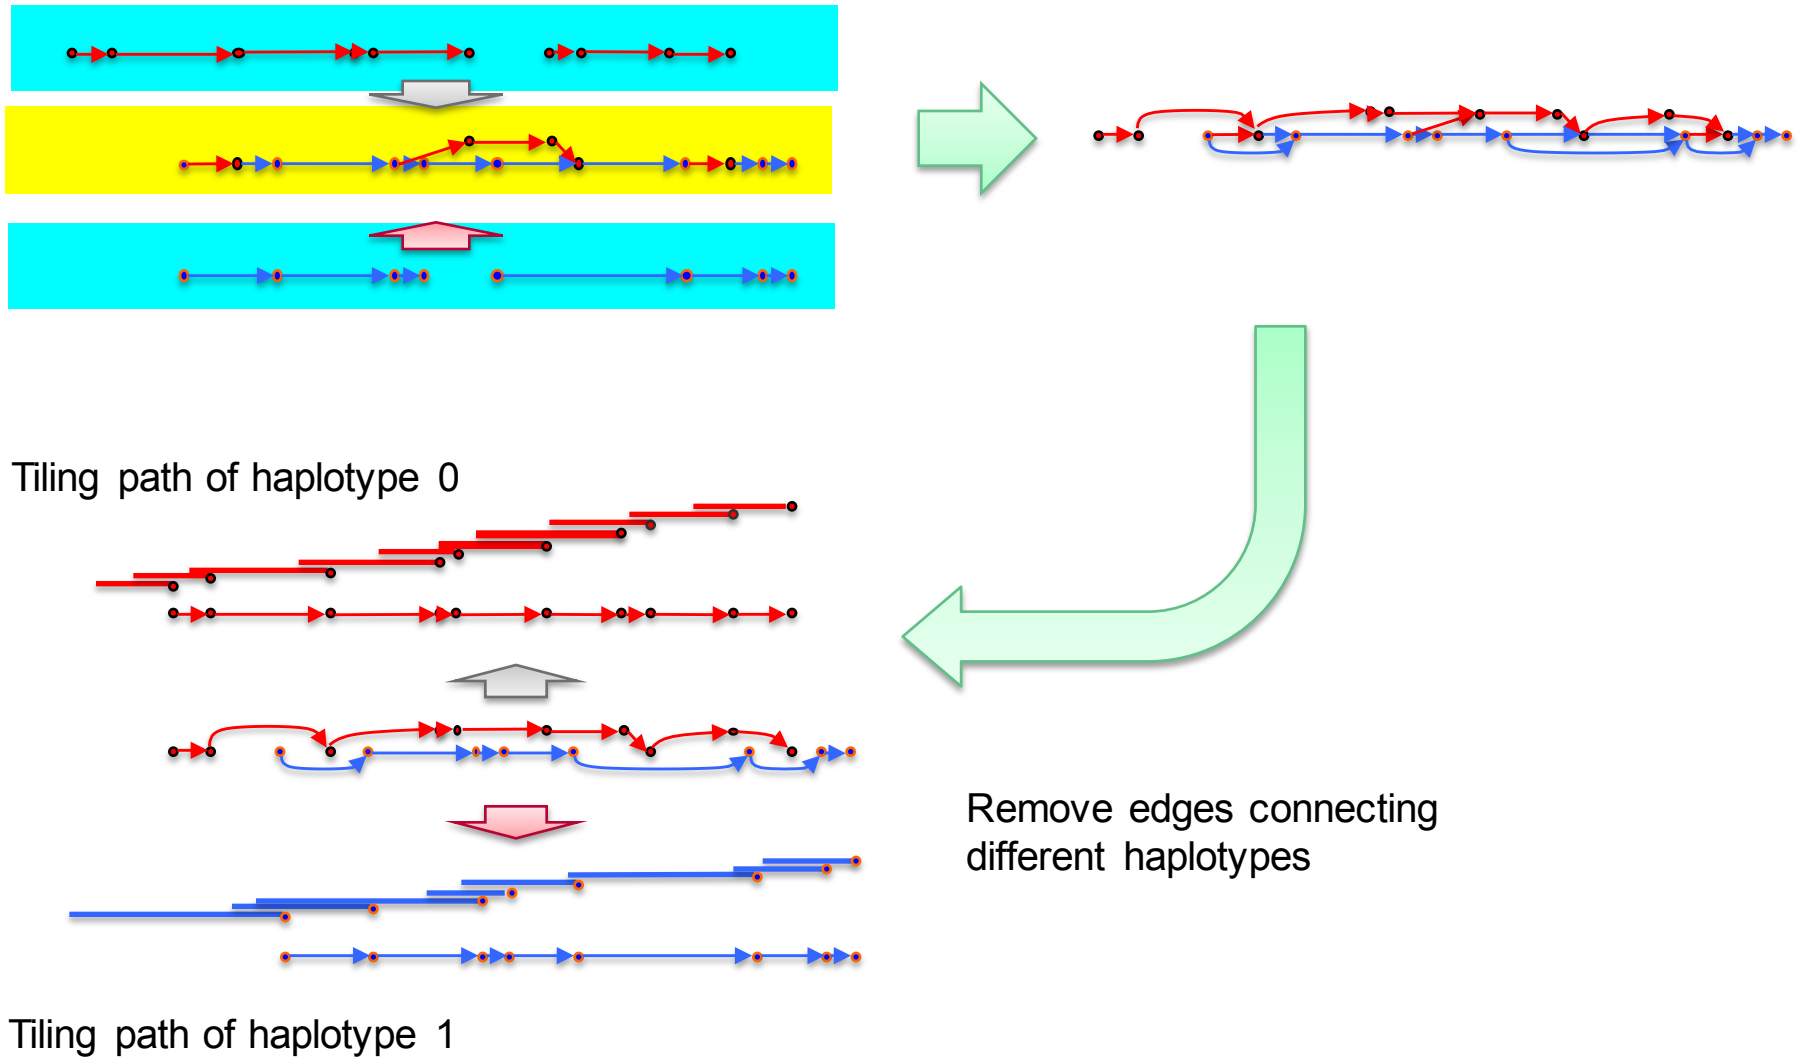 Tiling path of haplotype 0
Remove edges connecting
different haplotypes
Tiling path of haplotype 1